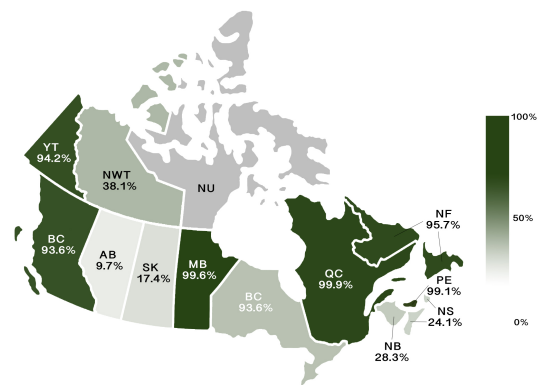 100%
YT
94.2%
NWT
38.1%
NU
NF
95.7%
50%
BC
93.6%
AB
9.7%
SK
17.4%
MB
99.6%
QC
99.9%
PE
99.1%
BC
93.6%
NS
24.1%
0%
NB
28.3%